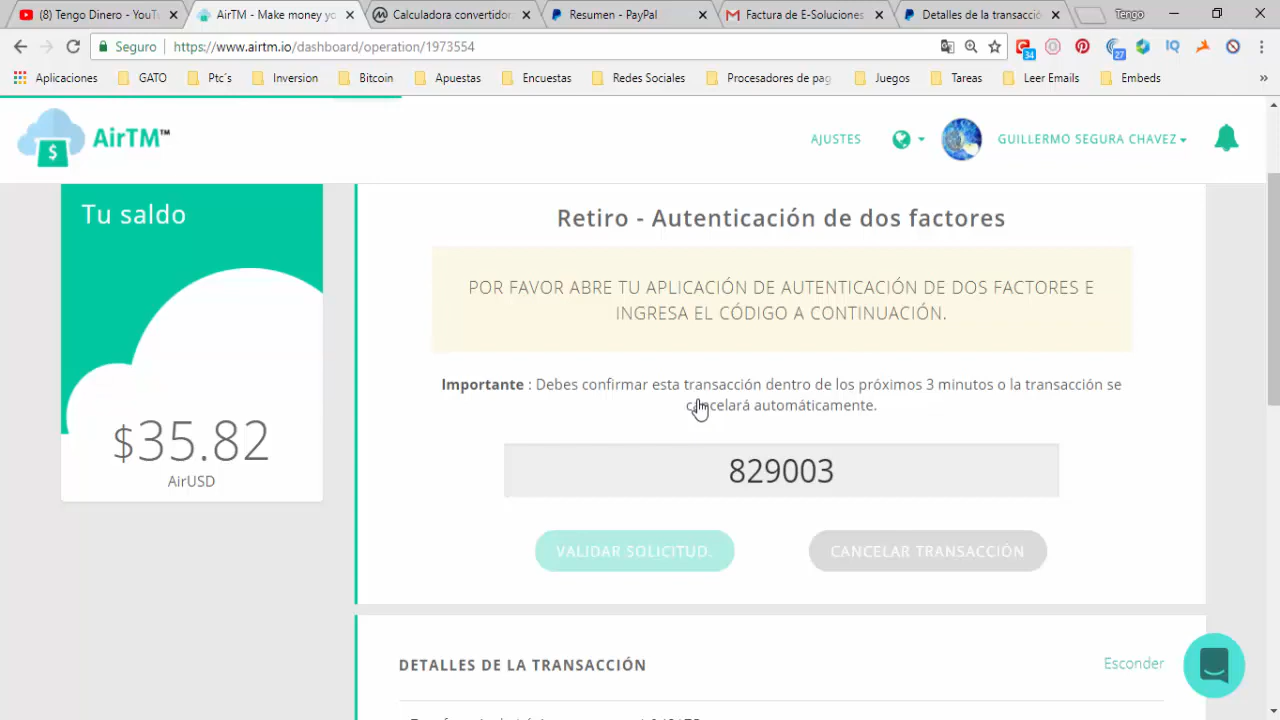 (8) Tengo Dinero - YouT
AirTM - Make money yo
Calculadora convertidor
Resumen - PayPal
Factura de E-Soluciones
Detalles de la transacció
Tengo
Seguro
https://www.airtm.io/dashboard/operation/1973554
34
27
IQ
Aplicaciones
GATO
Ptc´s
Inversion
Bitcoin
Apuestas
Encuestas
Redes Sociales
Procesadores de pag
Juegos
Tareas
Leer Emails
Embeds
»
$
AirTM™
AJUSTES
GUILLERMO SEGURA CHAVEZ
Tu saldo
$35.82
AirUSD
Retiro - Autenticación de dos factores
POR FAVOR ABRE TU APLICACIÓN DE AUTENTICACIÓN DE DOS FACTORES E
INGRESA EL CÓDIGO A CONTINUACIÓN.
Importante : Debes confirmar esta transacción dentro de los próximos 3 minutos o la transacción se
cancelará automáticamente.
829003
VALIDAR SOLICITUD.
CANCELAR TRANSACCIÓN
DETALLES DE LA TRANSACCIÓN
Esconder